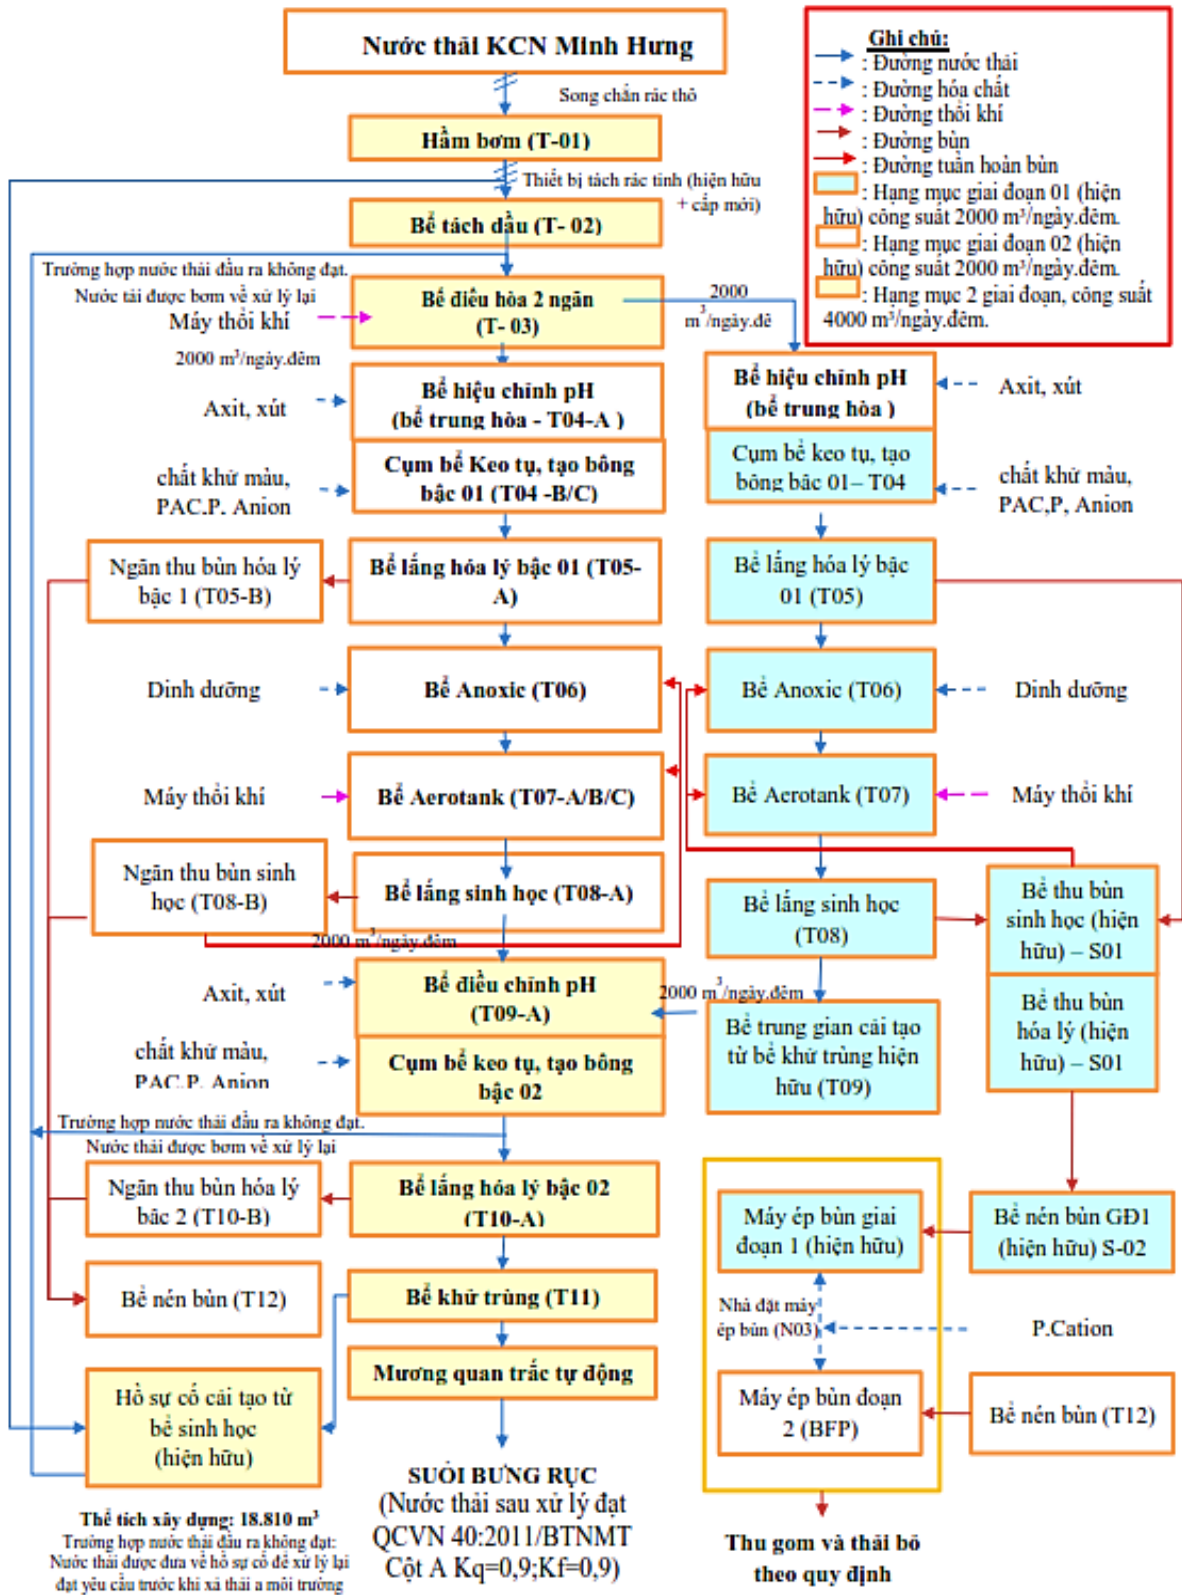 Nước thải KCN Minh Hưng
Song chắn rác thô
Hầm bơm (T-01)
Thiết bị tách rác tinh (hiện hữu
+ cấp mới)
Bể tách dầu (T- 02)
Trường hợp nước thải đầu ra không đạt.
Nước tải được bơm về xử lý lại
Bể điều hòa 2 ngăn
(T- 03)
Máy thổi khí
2000 m³/ngày.đêm
2000
m³/ngày.đê
Ghi chú:
: Đường nước thải
: Đường hóa chất
: Đường thổi khí
: Đường bùn
: Đường tuần hoàn bùn
: Hạng mục giai đoạn 01 (hiện
hữu) công suất 2000 m³/ngày.đêm.
: Hạng mục giai đoạn 02 (hiện
hữu) công suất 2000 m³/ngày.đêm.
: Hạng mục 2 giai đoạn, công suất
4000 m³/ngày.đêm.
Axit, xút
Bể hiệu chỉnh pH
(bể trung hòa - T04-A )
Bể hiệu chỉnh pH
(bể trung hòa )
Axit, xút
chất khử màu,
PAC.P. Anion
Cụm bể Keo tụ, tạo bông
bậc 01 (T04 -B/C)
Cụm bể keo tụ, tạo
bông bậc 01– T04
chất khử màu,
PAC,P, Anion
Ngăn thu bùn hóa lý
bậc 1 (T05-B)
Bể lắng hóa lý bậc 01 (T05-
A)
Bể lắng hóa lý bậc
01 (T05)
Dinh dưỡng
Bể Anoxic (T06)
Bể Anoxic (T06)
Dinh dưỡng
Máy thổi khí
Bể Aerotank (T07-A/B/C)
Bể Aerotank (T07)
Máy thổi khí
Ngăn thu bùn sinh
học (T08-B)
Bể lắng sinh học (T08-A)
Bể lắng sinh học
(T08)
Bể thu bùn
sinh học (hiện
hữu) – S01
2000 m³/ngày.đêm
Axit, xút
Bể điều chỉnh pH
(T09-A)
2000 m³/ngày.đêm
Bể trung gian cải tạo
từ bể khử trùng hiện
hữu (T09)
Bể thu bùn
hóa lý (hiện
hữu) – S01
chất khử màu,
PAC.P. Anion
Cụm bể keo tụ, tạo bông
bậc 02
Trường hợp nước thải đầu ra không đạt.
Nước thải được bơm về xử lý lại
Ngăn thu bùn hóa lý
bậc 2 (T10-B)
Bể lắng hóa lý bậc 02
(T10-A)
Máy ép bùn giai
đoạn 1 (hiện hữu)
Bể nén bùn GĐ1
(hiện hữu) S-02
Bể nén bùn (T12)
Bể khử trùng (T11)
Nhà đặt máy
ép bùn (N03)
P.Cation
Mương quan trắc tự động
Hồ sự cố cải tạo từ
bể sinh học
(hiện hữu)
Máy ép bùn đoạn
2 (BFP)
Bể nén bùn (T12)
SUỐI BƯNG RỤC
(Nước thải sau xử lý đạt
QCVN 40:2011/BTNMT
Cột A Kq=0,9;Kf=0,9)
Thể tích xây dựng: 18.810 m³
Trường hợp nước thải đầu ra không đạt:
Nước thải được đưa về hồ sự cố để xử lý lại
đạt yêu cầu trước khi xả thải a môi trường
Thu gom và thải bỏ
theo quy định